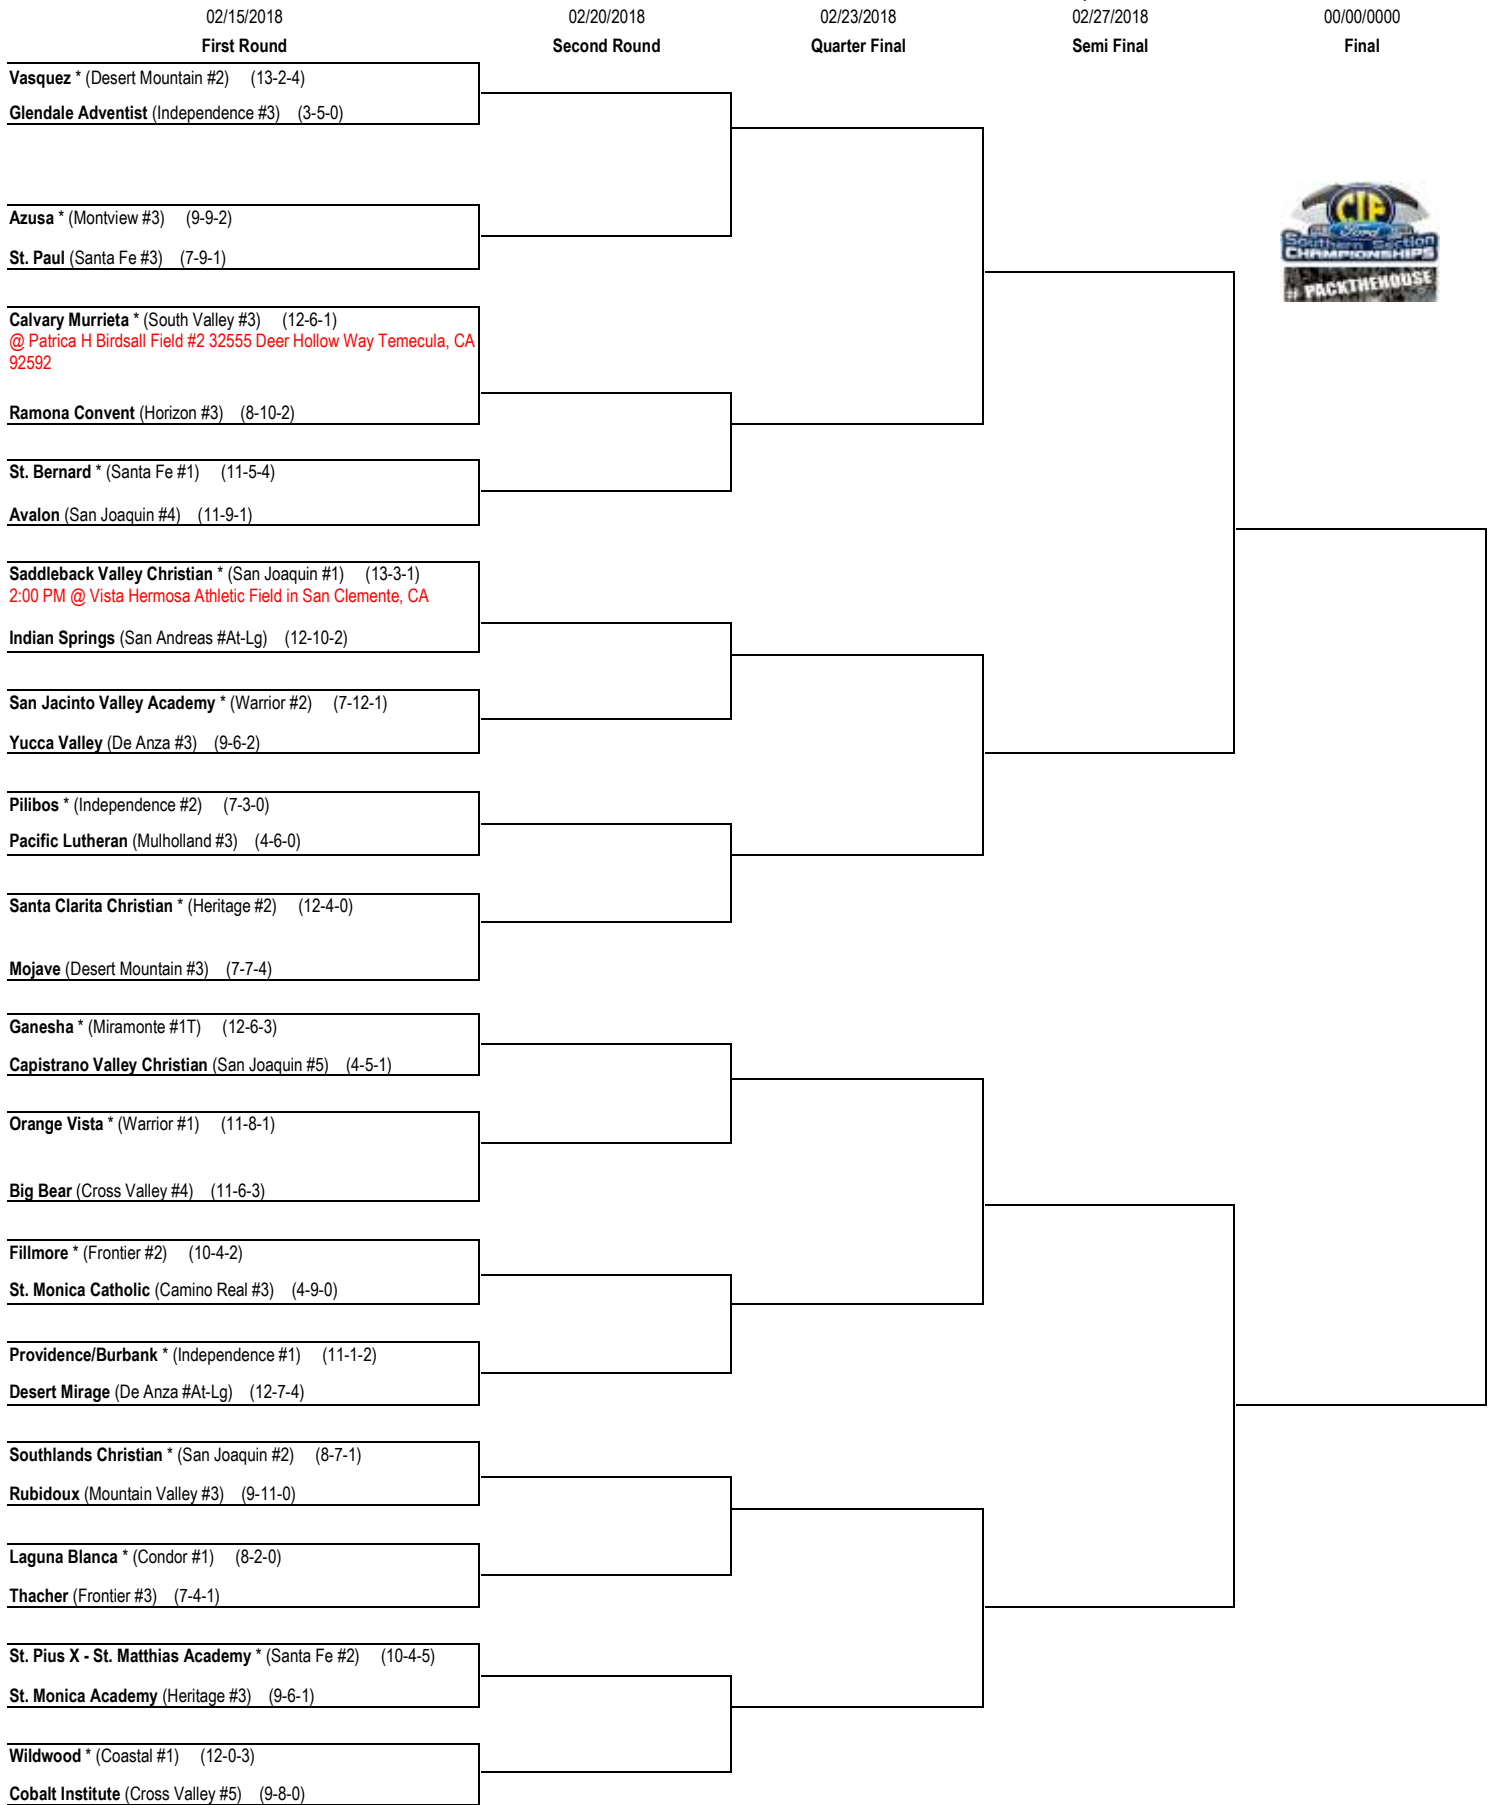 02/15/2018 02/20/2018 02/23/2018 02/27/2018 00/00/0000
First Round Second Round Quarter Final Semi Final Final
Vasquez * (Desert Mountain #2) (13-2-4)
Glendale Adventist (Independence #3) (3-5-0)
Azusa * (Montview #3) (9-9-2)
St. Paul (Santa Fe #3) (7-9-1)
CIF
Ford
Southern Section
CHAMPIONSHIPS
# PACKTHEHOUSE
Calvary Murrieta * (South Valley #3) (12-6-1)
@ Patrica H Birdsall Field #2 32555 Deer Hollow Way Temecula, CA
92592
Ramona Convent (Horizon #3) (8-10-2)
St. Bernard * (Santa Fe #1) (11-5-4)
Avalon (San Joaquin #4) (11-9-1)
Saddleback Valley Christian * (San Joaquin #1) (13-3-1)
2:00 PM @ Vista Hermosa Athletic Field in San Clemente, CA
Indian Springs (San Andreas #At-Lg) (12-10-2)
San Jacinto Valley Academy * (Warrior #2) (7-12-1)
Yucca Valley (De Anza #3) (9-6-2)
Pilibos * (Independence #2) (7-3-0)
Pacific Lutheran (Mulholland #3) (4-6-0)
Santa Clarita Christian * (Heritage #2) (12-4-0)
Mojave (Desert Mountain #3) (7-7-4)
Ganesha * (Miramonte #1T) (12-6-3)
Capistrano Valley Christian (San Joaquin #5) (4-5-1)
Orange Vista * (Warrior #1) (11-8-1)
Big Bear (Cross Valley #4) (11-6-3)
Fillmore * (Frontier #2) (10-4-2)
St. Monica Catholic (Camino Real #3) (4-9-0)
Providence/Burbank * (Independence #1) (11-1-2)
Desert Mirage (De Anza #At-Lg) (12-7-4)
Southlands Christian * (San Joaquin #2) (8-7-1)
Rubidoux (Mountain Valley #3) (9-11-0)
Laguna Blanca * (Condor #1) (8-2-0)
Thacher (Frontier #3) (7-4-1)
St. Pius X - St. Matthias Academy * (Santa Fe #2) (10-4-5)
St. Monica Academy (Heritage #3) (9-6-1)
Wildwood * (Coastal #1) (12-0-3)
Cobalt Institute (Cross Valley #5) (9-8-0)